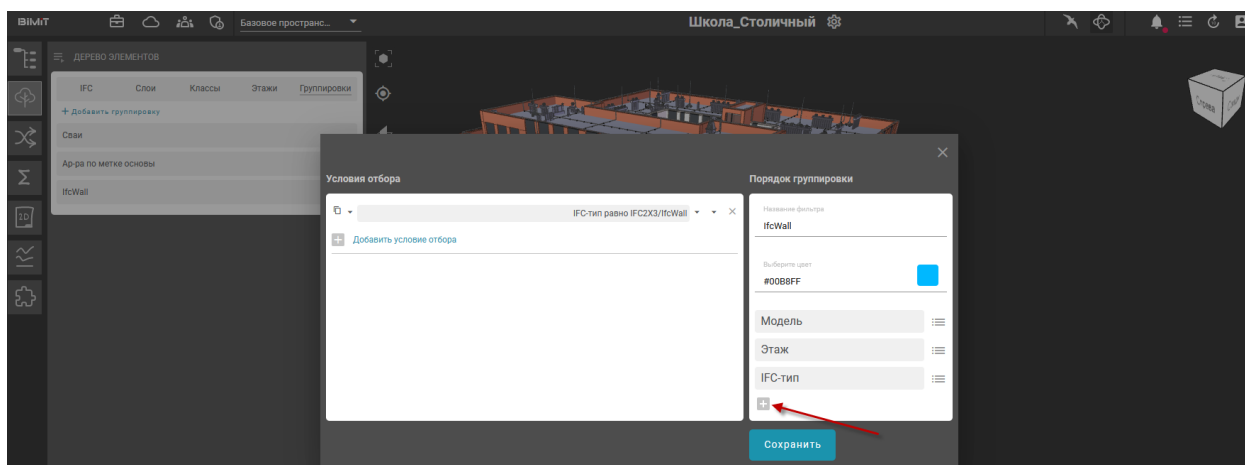 BIMIT
Базовое пространс...
Школа_Столичный
ДЕРЕВО ЭЛЕМЕНТОВ
IFC Слои Классы Этажи Группировки
+ Добавить группировку
Сваи
Ар-ра по метке основы
IfcWall
2D
Справа
Условия отбора
IFC-тип равно IFC2X3/IfcWall
Добавить условие отбора
Порядок группировки
Название фильтра
IfcWall
Выберите цвет
#00B8FF
Модель
Этаж
IFC-тип
Сохранить